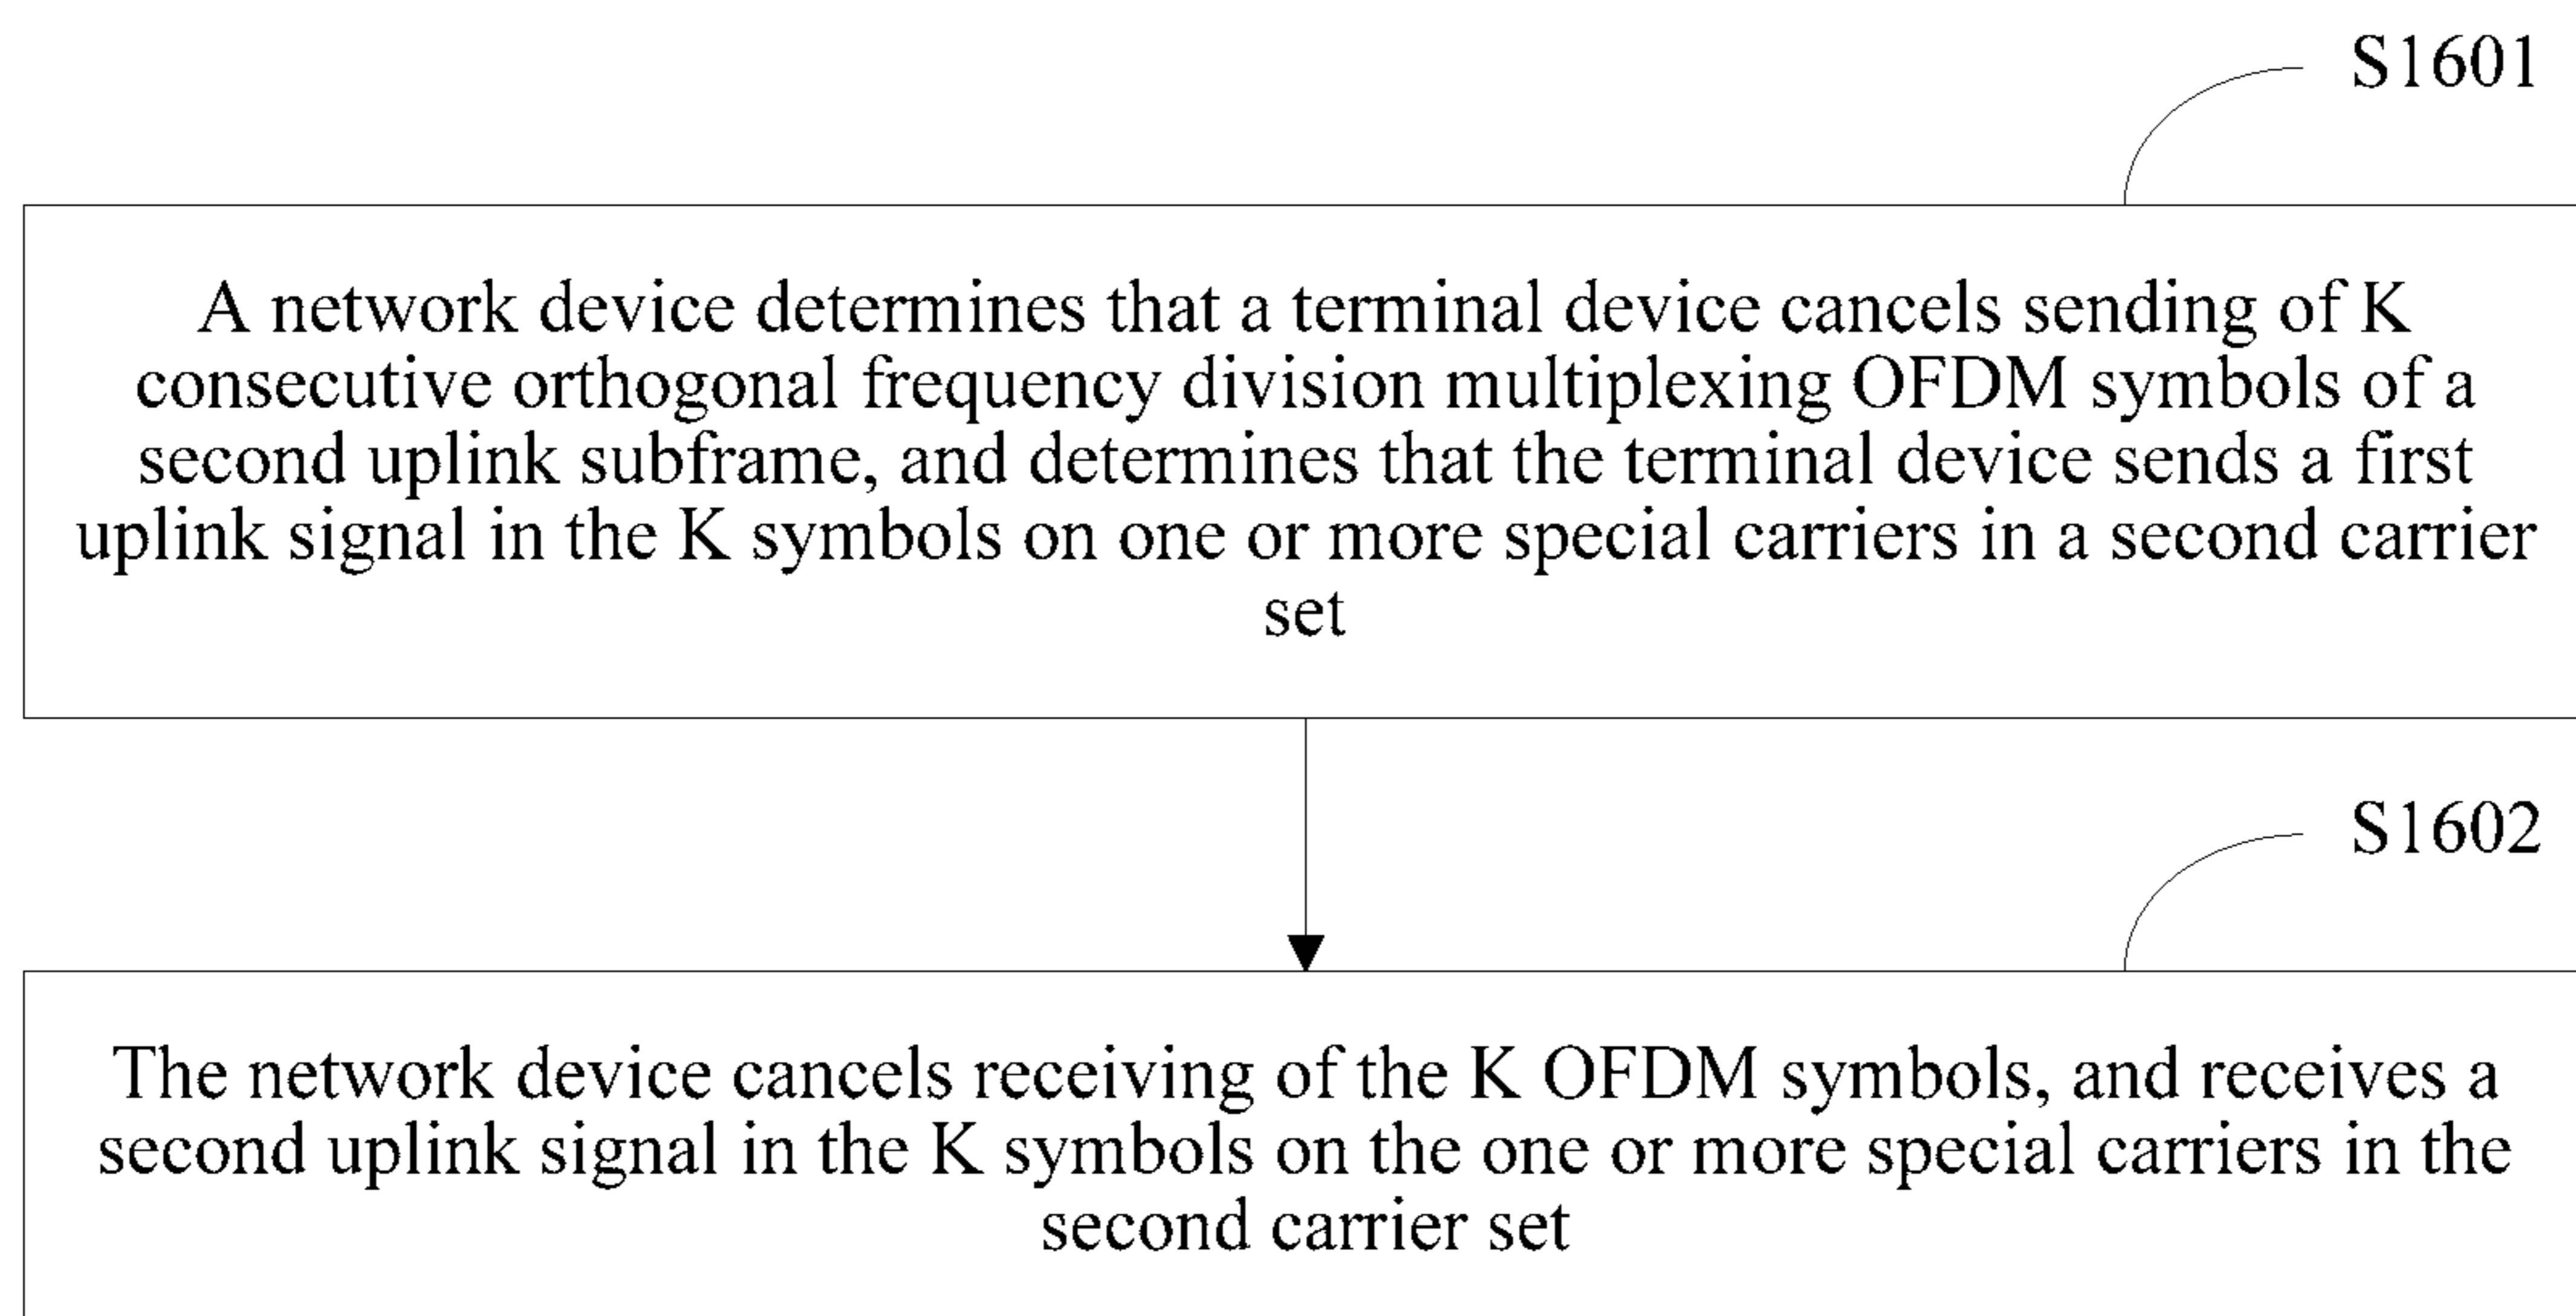 S1601
A network device determines that a terminal device cancels sending of K
consecutive orthogonal frequency division multiplexing OFDM symbols of a
second uplink subframe, and determines that the terminal device sends a first
uplink signal in the K symbols on one or more special carriers in a second carrier
set
S1602
The network device cancels receiving of the K OFDM symbols, and receives a
second uplink signal in the K symbols on the one or more special carriers in the
second carrier set